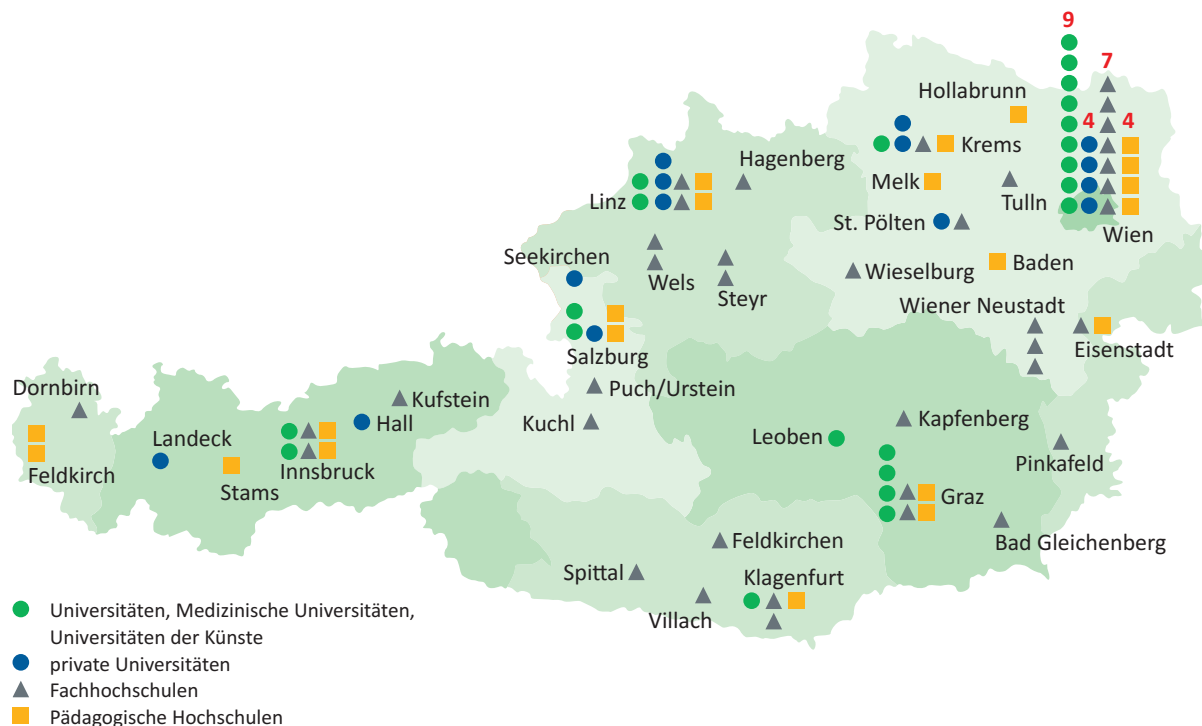 9
7
Hollabrunn
4
4
Krems
Hagenberg
Melk
Tulln
Linz
St. Pölten
Wien
Seekirchen
Wels
Steyr
Wieselburg
Baden
Wiener Neustadt
Eisenstadt
Salzburg
Dornbirn
Kufstein
Puch/Urstein
Hall
Kuchl
Kapfenberg
Landeck
Leoben
Feldkirch
Stams
Innsbruck
Pinkafeld
Graz
Bad Gleichenberg
Feldkirchen
Spittal
Klagenfurt
Villach
Universitäten, Medizinische Universitäten,
Universitäten der Künste
private Universitäten
Fachhochschulen
Pädagogische Hochschulen